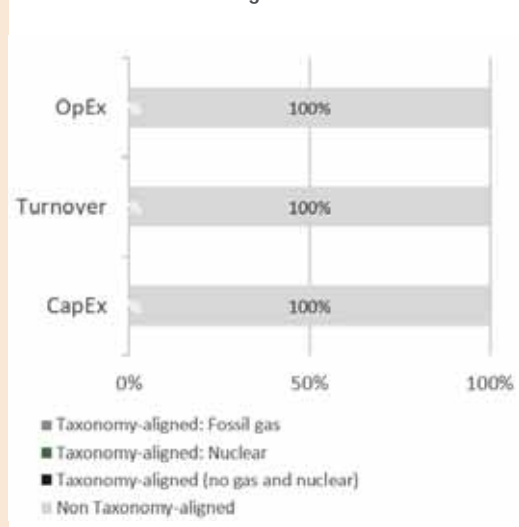 OpEx
100%
Turnover
100%
CapEx
100%
0%
50%
100%
Taxonomy-aligned: Fossil gas
Taxonomy-aligned: Nuclear
Taxonomy-aligned (no gas and nuclear)
Non Taxonomy-aligned